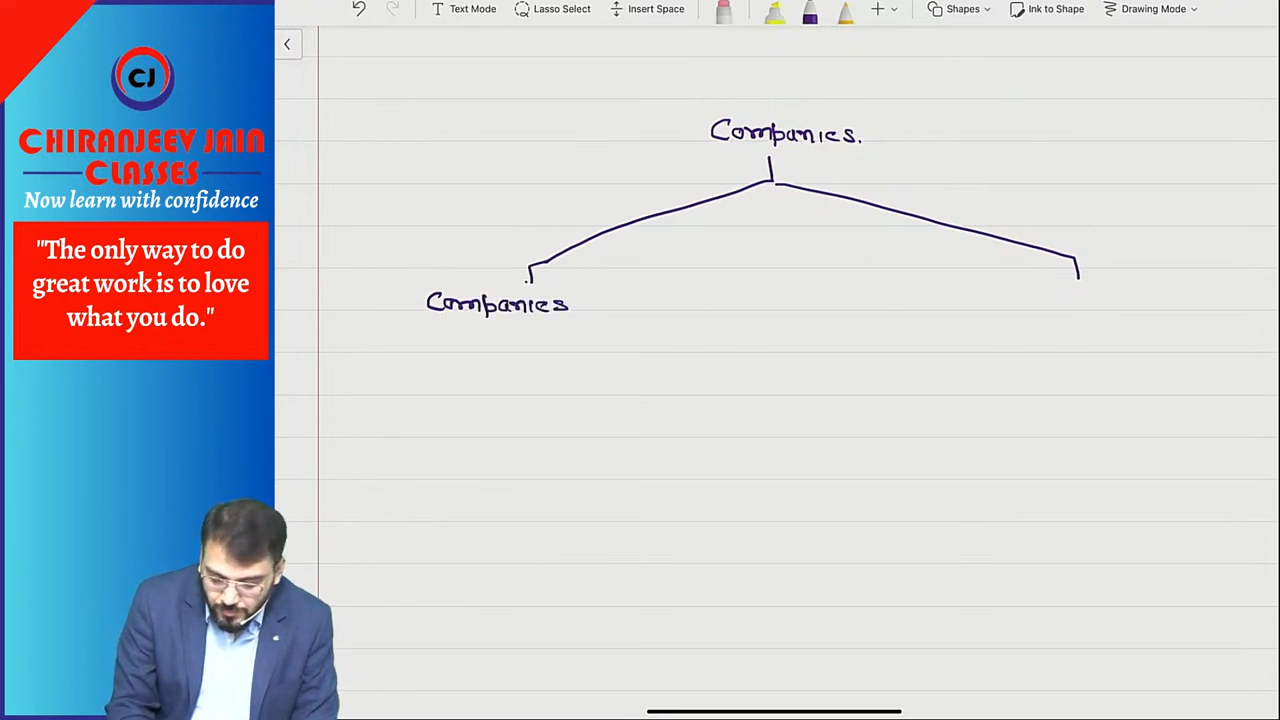 Text Mode
Lasso Select
Insert Space
Shapes
Ink to Shape
Drawing Mode
CJ
CHIRANJEEV JAIN
CLASSES
Now learn with confidence
"The only way to do
great work is to love
what you do."
Companies.
Companies